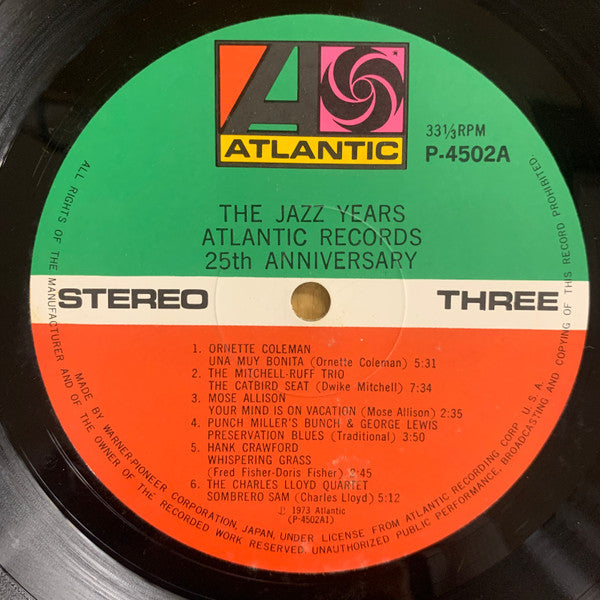 ATLANTIC
33⅓RPM
P-4502A
THE JAZZ YEARS
ATLANTIC RECORDS
25th ANNIVERSARY
STEREO
THREE
1. ORNETTE COLEMAN
UNA MUY BONITA (Ornette Coleman) 5:31
2. THE MITCHELL-RUFF TRIO
THE CATBIRD SEAT (Dwike Mitchell) 7:34
3. MOSE ALLISON
YOUR MIND IS ON VACATION (Mose Allison) 2:35
4. PUNCH MILLER'S BUNCH & GEORGE LEWIS
PRESERVATION BLUES (Traditional) 3:50
5. HANK CRAWFORD
WHISPERING GRASS
(Fred Fisher-Doris Fisher) 2:45
6. THE CHARLES LLOYD QUARTET
SOMBRERO SAM (Charles Lloyd) 5:12
℗ 1973 Atlantic
(P-4502A1)
ALL RIGHTS OF THE MANUFACTURER AND OF THE OWNER OF THE RECORDED WORK RESERVED. UNAUTHORIZED PUBLIC PERFORMANCE, BROADCASTING AND COPYING OF THIS RECORD PROHIBITED.
MADE BY WARNER-PIONEER CORPORATION, JAPAN, UNDER LICENSE FROM ATLANTIC RECORDING CORP. U.S.A.